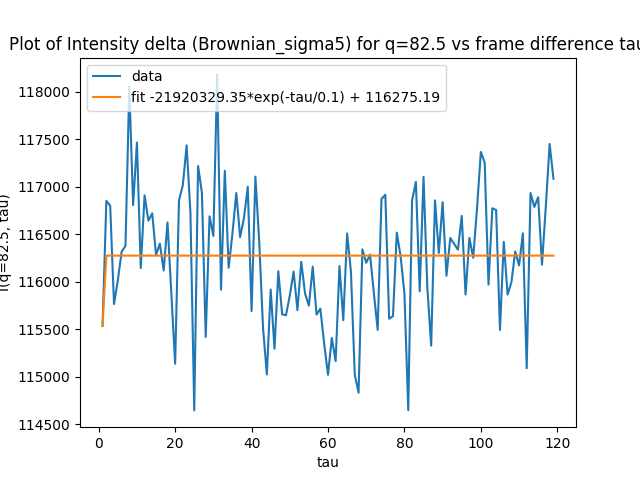 Plot of Intensity delta (Brownian_sigma5) for q=82.5 vs frame difference tau
data
fit -21920329.35*exp(-tau/0.1) + 116275.19
118000
117500
117000
116500
116000
115500
115000
114500
I(q=82.5, tau)
0 20 40 60 80 100 120
tau